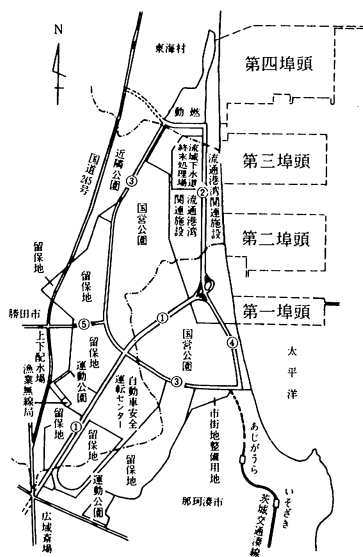 N
東海村
第四埠頭
動燃
国道245号
近隣公園
③
国営公園
流域下水道終末処理場
流通港湾関連施設
②
流通港湾関連施設
第三埠頭
第二埠頭
留保地
留保地
第一埠頭
勝田市
⑤
①
国営公園
④
太平洋
上下配水場
漁業無線局
留保地
運動公園
留保地
自動車安全運転センター
③
①
留保地
運動公園
留保地
市街地整備用地
あじがうら
広域斎場
那珂湊市
いそざき
茨城交通湊線